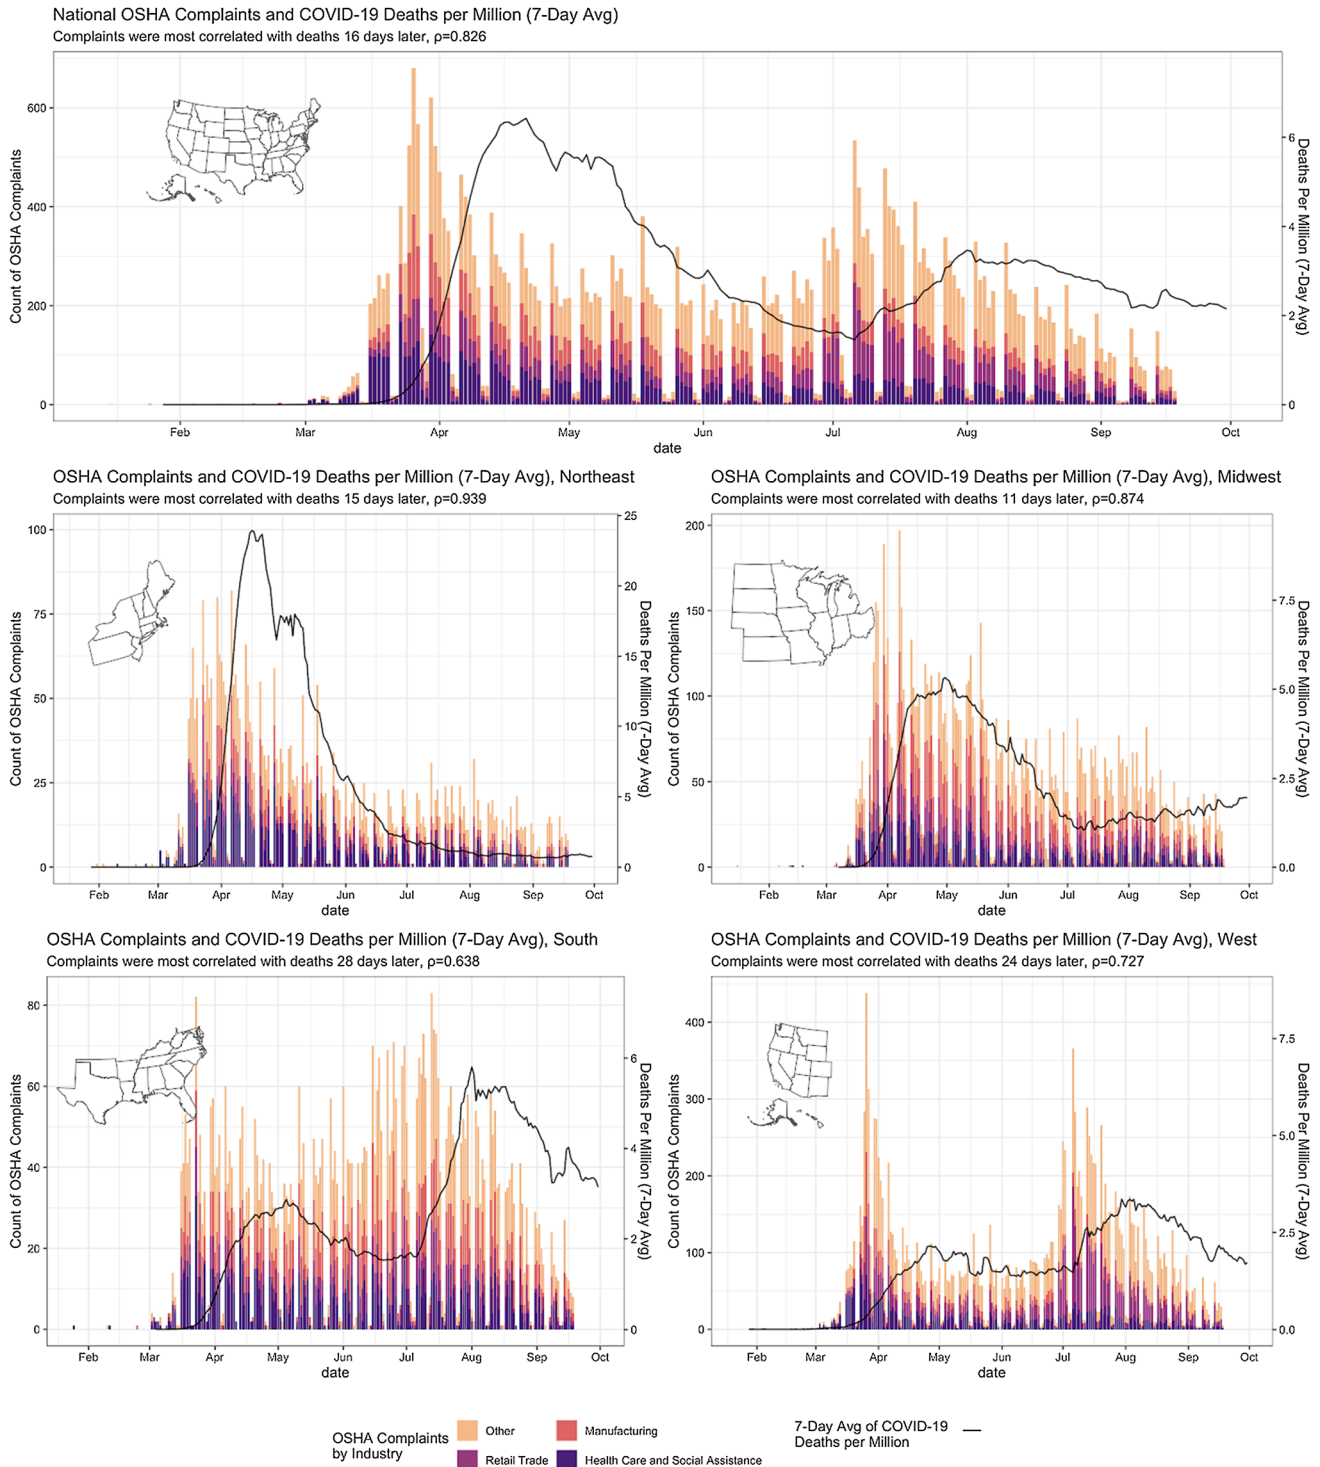 National OSHA Complaints and COVID-19 Deaths per Million (7-Day Avg)
Complaints were most correlated with deaths 16 days later, ρ=0.826
Count of OSHA Complaints
600
400
200
0
6
4
2
0
Deaths Per Million (7-Day Avg)
Feb Mar Apr May Jun Jul Aug Sep Oct
date
OSHA Complaints and COVID-19 Deaths per Million (7-Day Avg), Northeast
Complaints were most correlated with deaths 15 days later, ρ=0.939
Count of OSHA Complaints
100
75
50
25
0
25
20
15
10
5
0
Deaths Per Million (7-Day Avg)
Feb Mar Apr May Jun Jul Aug Sep Oct
date
OSHA Complaints and COVID-19 Deaths per Million (7-Day Avg), Midwest
Complaints were most correlated with deaths 11 days later, ρ=0.874
Count of OSHA Complaints
200
150
100
50
0
7.5
5.0
2.5
0.0
Deaths Per Million (7-Day Avg)
Feb Mar Apr May Jun Jul Aug Sep Oct
date
OSHA Complaints and COVID-19 Deaths per Million (7-Day Avg), South
Complaints were most correlated with deaths 28 days later, ρ=0.638
Count of OSHA Complaints
80
60
40
20
0
6
4
2
0
Deaths Per Million (7-Day Avg)
Feb Mar Apr May Jun Jul Aug Sep Oct
date
OSHA Complaints and COVID-19 Deaths per Million (7-Day Avg), West
Complaints were most correlated with deaths 24 days later, ρ=0.727
Count of OSHA Complaints
400
300
200
100
0
7.5
5.0
2.5
0.0
Deaths Per Million (7-Day Avg)
Feb Mar Apr May Jun Jul Aug Sep Oct
date
OSHA Complaints
by Industry
Other
Manufacturing
Retail Trade
Health Care and Social Assistance
7-Day Avg of COVID-19
Deaths per Million